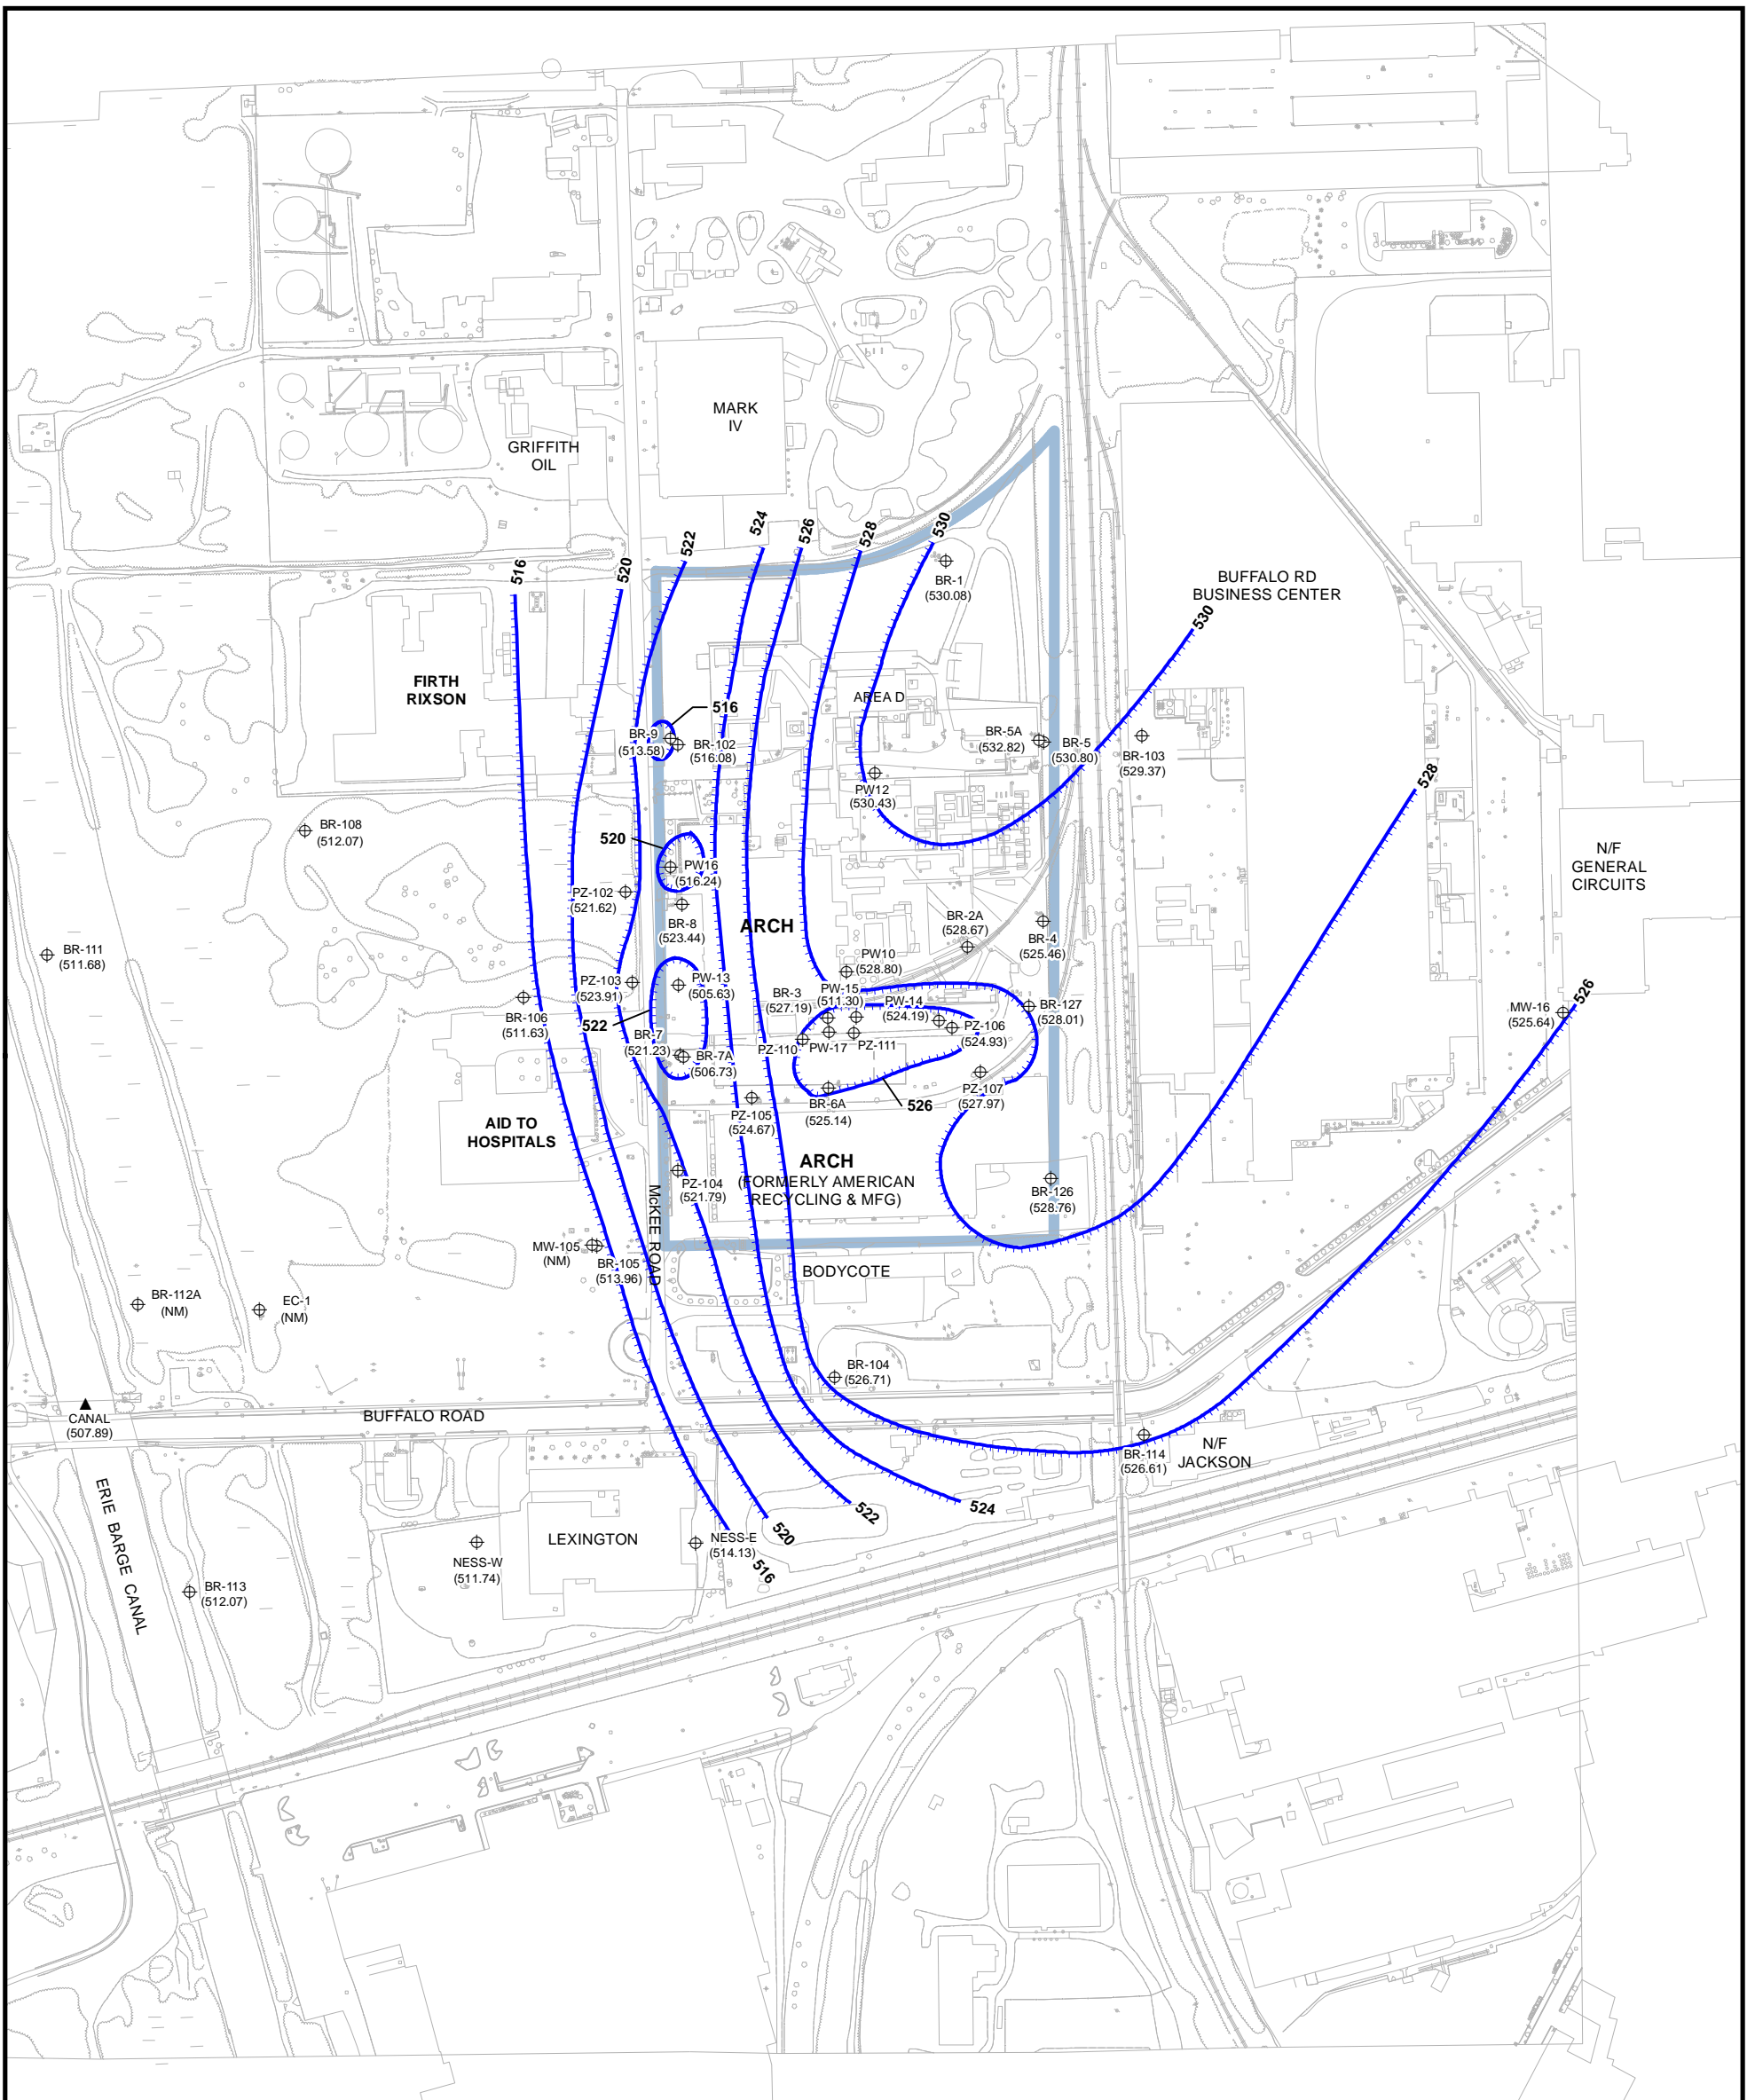 MARK
IV
GRIFFITH
OIL
516
520
522
524
526
528
530
BR-1
(530.08)
BUFFALO RD
BUSINESS CENTER
530
FIRTH
RIXSON
AREA D
516
BR-9
(513.58)
BR-102
(516.08)
BR-5A
(532.82)
BR-5
(530.80)
BR-103
(529.37)
PW12
(530.43)
528
BR-108
(512.07)
520
PW16
(516.24)
N/F
GENERAL
CIRCUITS
PZ-102
(521.62)
BR-8
(523.44)
ARCH
BR-2A
(528.67)
BR-4
(525.46)
BR-111
(511.68)
PW10
(528.80)
PZ-103
(523.91)
PW-13
(505.63)
BR-3
(527.19)
PW-15
(511.30)
PW-14
(524.19)
BR-127
(528.01)
MW-16
(525.64)
526
BR-106
(511.63)
522
BR-7
(521.23)
BR-7A
(506.73)
PZ-110
PW-17
PZ-111
PZ-106
(524.93)
PZ-107
(527.97)
BR-6A
(525.14)
526
PZ-105
(524.67)
AID TO
HOSPITALS
ARCH
(FORMERLY AMERICAN
RECYCLING & MFG)
PZ-104
(521.79)
BR-126
(528.76)
McKEE ROAD
MW-105
(NM)
BR-105
(513.96)
BODYCOTE
BR-112A
(NM)
EC-1
(NM)
BR-104
(526.71)
CANAL
(507.89)
BUFFALO ROAD
N/F
JACKSON
BR-114
(526.61)
ERIE BARGE CANAL
524
522
520
516
LEXINGTON
NESS-E
(514.13)
NESS-W
(511.74)
BR-113
(512.07)